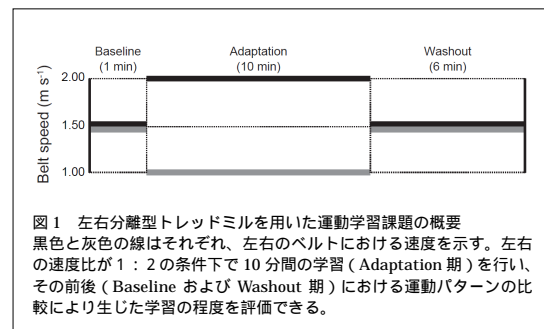 Baseline
(1 min)
Adaptation
(10 min)
Washout
(6 min)
Belt speed (m s⁻¹)
2.00
1.50
1.00
図1　左右分離型トレッドミルを用いた運動学習課題の概要
黒色と灰色の線はそれぞれ、左右のベルトにおける速度を示す。左右
の速度比が１：２の条件下で 10 分間の学習（Adaptation 期）を行い、
その前後（Baseline および Washout 期）における運動パターンの比
較により生じた学習の程度を評価できる。